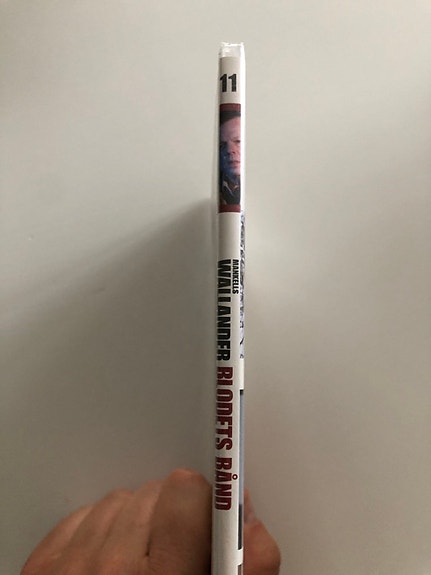 11
MANKELLS
WALLANDER BLODETS BÅND